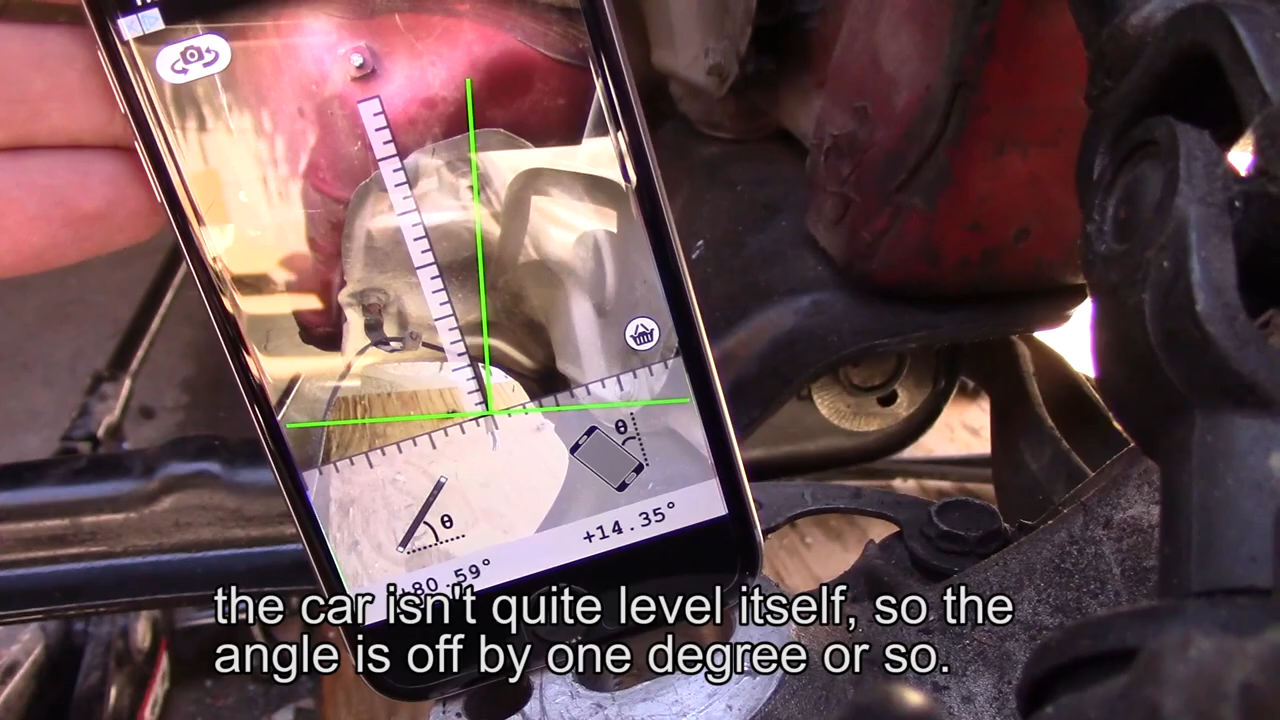 θ
θ
+14.35°
+80.59°
the car isn't quite level itself, so the
angle is off by one degree or so.